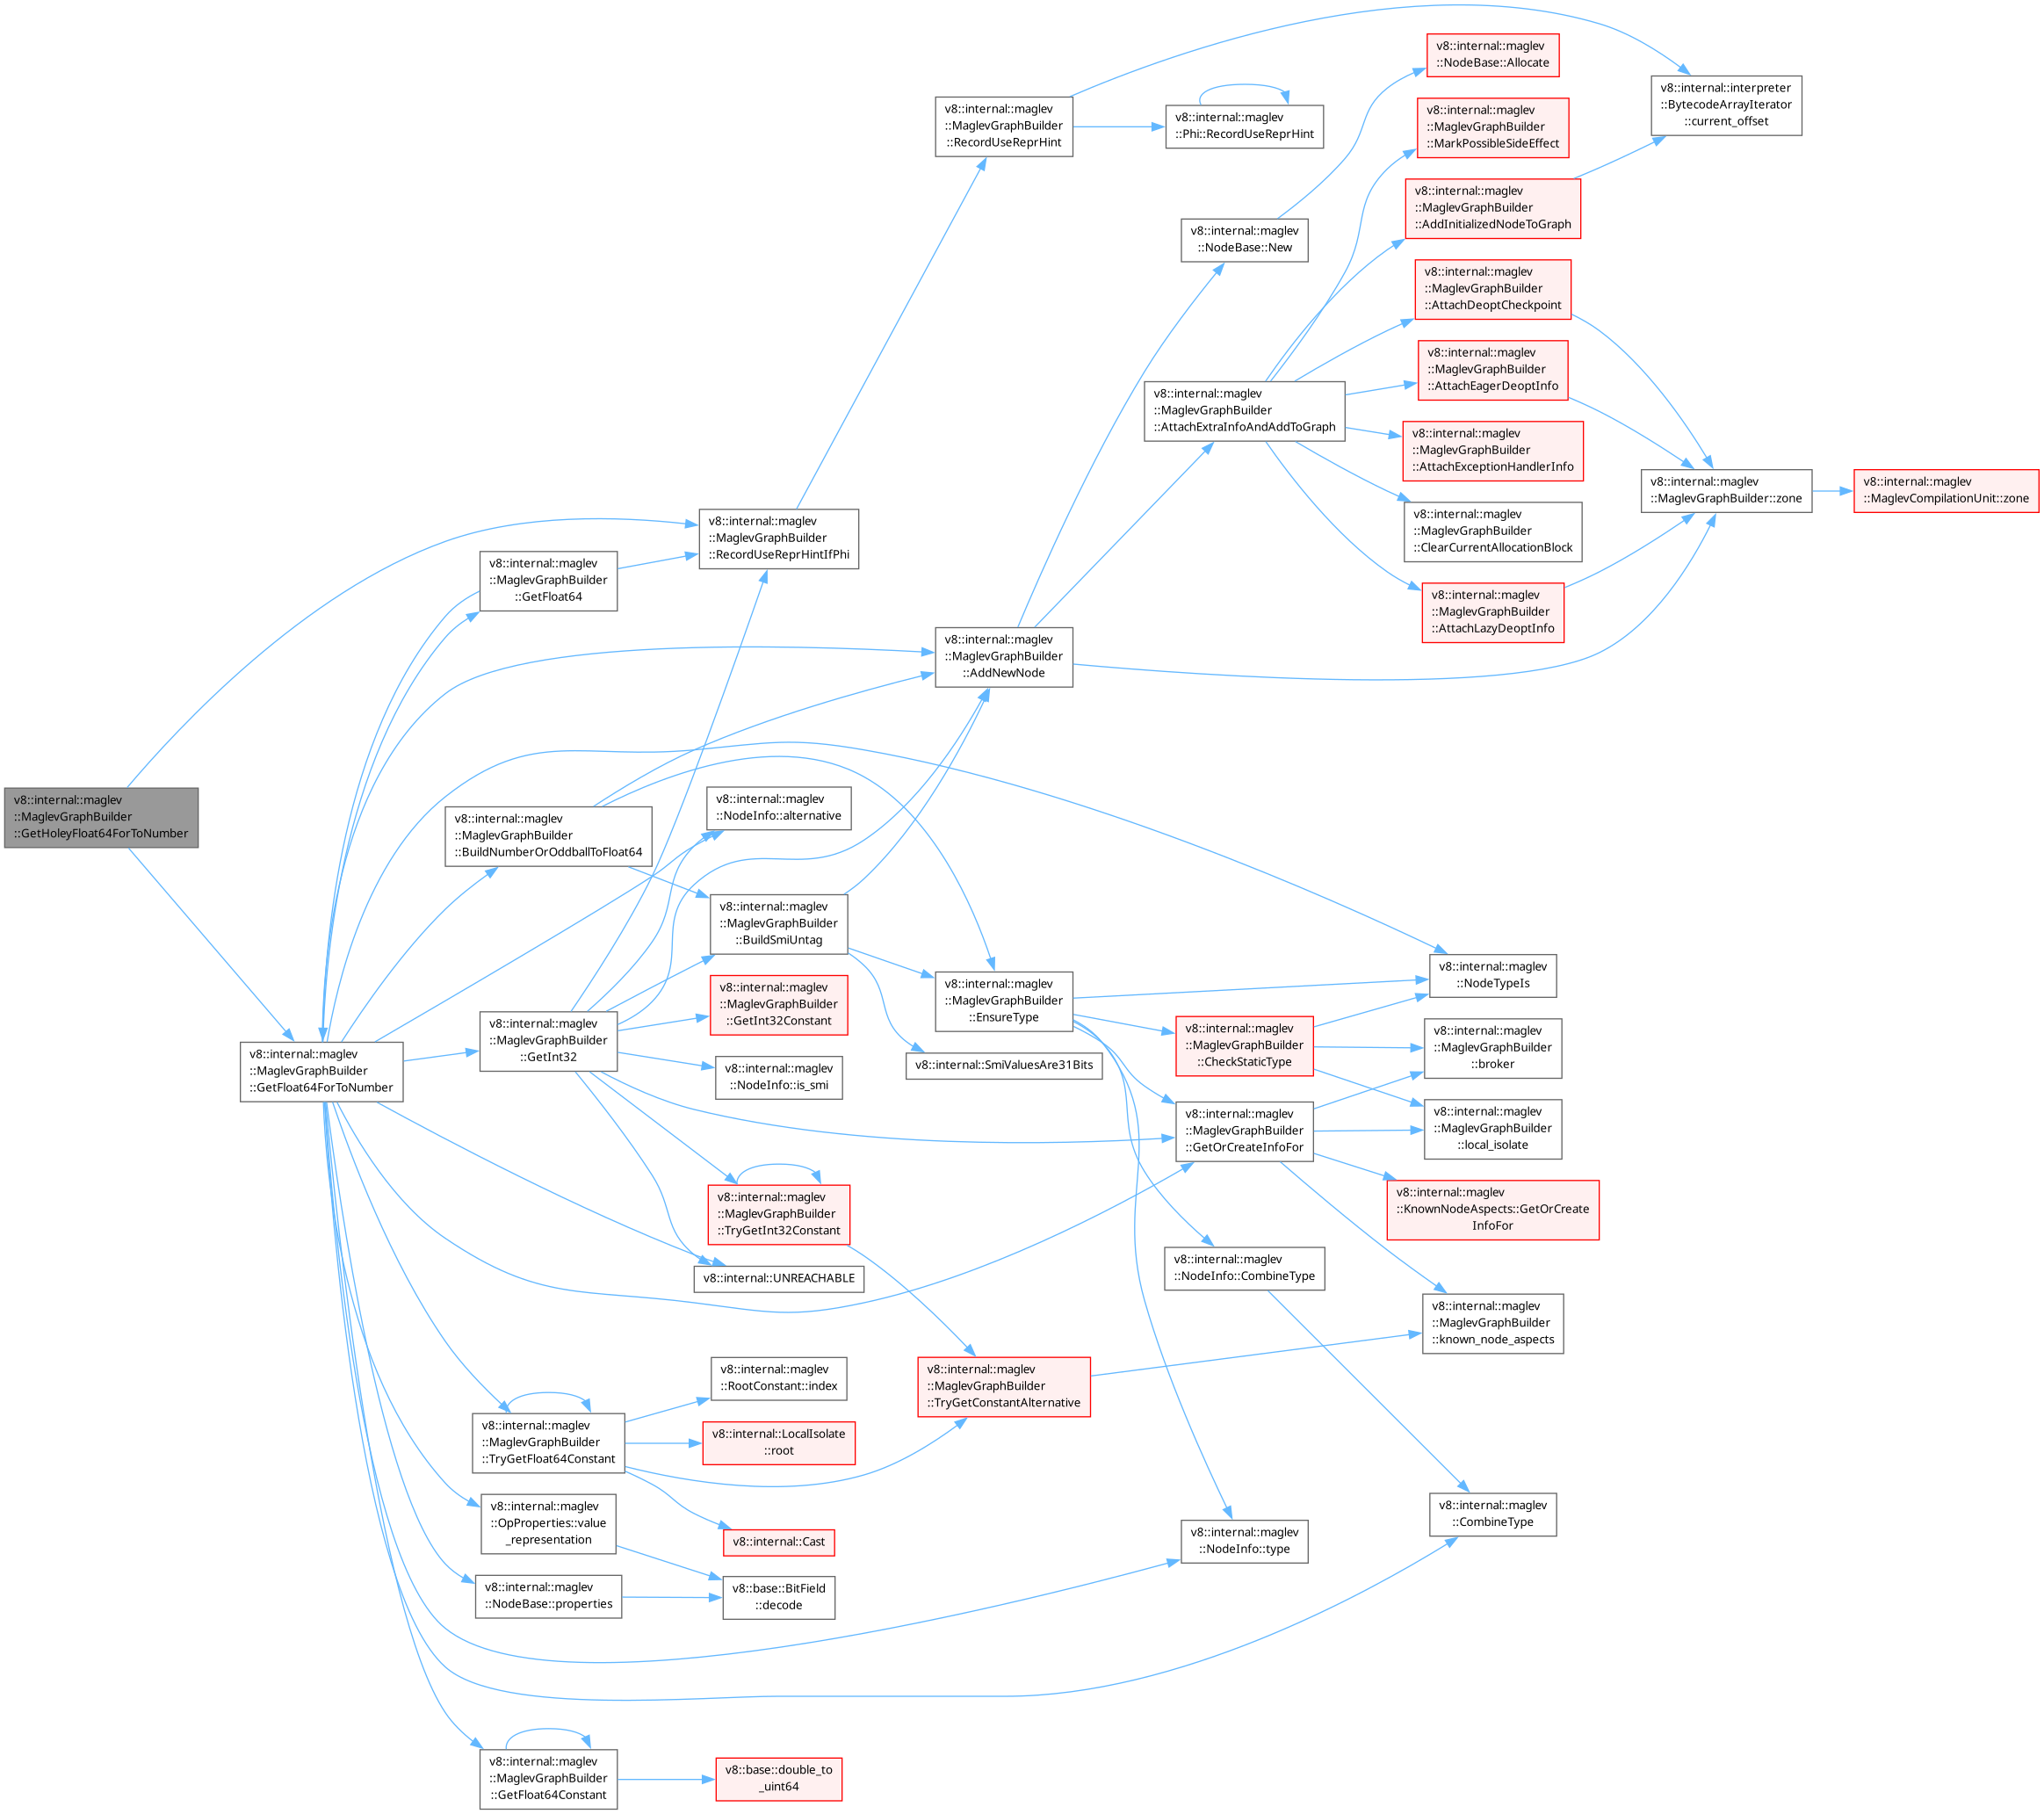 v8::internal::maglev
::MaglevGraphBuilder
::GetHoleyFloat64ForToNumber
v8::internal::maglev
::MaglevGraphBuilder
::GetFloat64ForToNumber
v8::internal::maglev
::MaglevGraphBuilder
::GetFloat64
v8::internal::maglev
::MaglevGraphBuilder
::BuildNumberOrOddballToFloat64
v8::internal::maglev
::MaglevGraphBuilder
::GetInt32
v8::internal::maglev
::MaglevGraphBuilder
::TryGetFloat64Constant
v8::internal::maglev
::OpProperties::value
_representation
v8::internal::maglev
::NodeBase::properties
v8::internal::maglev
::MaglevGraphBuilder
::GetFloat64Constant
v8::internal::maglev
::MaglevGraphBuilder
::RecordUseReprHintIfPhi
v8::internal::maglev
::NodeInfo::alternative
v8::internal::maglev
::MaglevGraphBuilder
::BuildSmiUntag
v8::internal::maglev
::MaglevGraphBuilder
::GetInt32Constant
v8::internal::maglev
::NodeInfo::is_smi
v8::internal::maglev
::MaglevGraphBuilder
::TryGetInt32Constant
v8::internal::UNREACHABLE
v8::internal::maglev
::RootConstant::index
v8::internal::LocalIsolate
::root
v8::internal::Cast
v8::base::BitField
::decode
v8::base::double_to
_uint64
v8::internal::maglev
::MaglevGraphBuilder
::RecordUseReprHint
v8::internal::maglev
::MaglevGraphBuilder
::AddNewNode
v8::internal::maglev
::MaglevGraphBuilder
::EnsureType
v8::internal::SmiValuesAre31Bits
v8::internal::maglev
::MaglevGraphBuilder
::TryGetConstantAlternative
v8::internal::maglev
::Phi::RecordUseReprHint
v8::internal::maglev
::NodeBase::New
v8::internal::maglev
::MaglevGraphBuilder
::AttachExtraInfoAndAddToGraph
v8::internal::maglev
::MaglevGraphBuilder
::CheckStaticType
v8::internal::maglev
::MaglevGraphBuilder
::GetOrCreateInfoFor
v8::internal::maglev
::NodeInfo::CombineType
v8::internal::maglev
::NodeInfo::type
v8::internal::maglev
::NodeBase::Allocate
v8::internal::maglev
::MaglevGraphBuilder
::MarkPossibleSideEffect
v8::internal::maglev
::MaglevGraphBuilder
::AddInitializedNodeToGraph
v8::internal::maglev
::MaglevGraphBuilder
::AttachDeoptCheckpoint
v8::internal::maglev
::MaglevGraphBuilder
::AttachEagerDeoptInfo
v8::internal::maglev
::MaglevGraphBuilder
::AttachExceptionHandlerInfo
v8::internal::maglev
::MaglevGraphBuilder
::ClearCurrentAllocationBlock
v8::internal::maglev
::MaglevGraphBuilder
::AttachLazyDeoptInfo
v8::internal::maglev
::NodeTypeIs
v8::internal::maglev
::MaglevGraphBuilder
::broker
v8::internal::maglev
::MaglevGraphBuilder
::local_isolate
v8::internal::maglev
::KnownNodeAspects::GetOrCreate
InfoFor
v8::internal::maglev
::MaglevGraphBuilder
::known_node_aspects
v8::internal::maglev
::CombineType
v8::internal::interpreter
::BytecodeArrayIterator
::current_offset
v8::internal::maglev
::MaglevGraphBuilder::zone
v8::internal::maglev
::MaglevCompilationUnit::zone